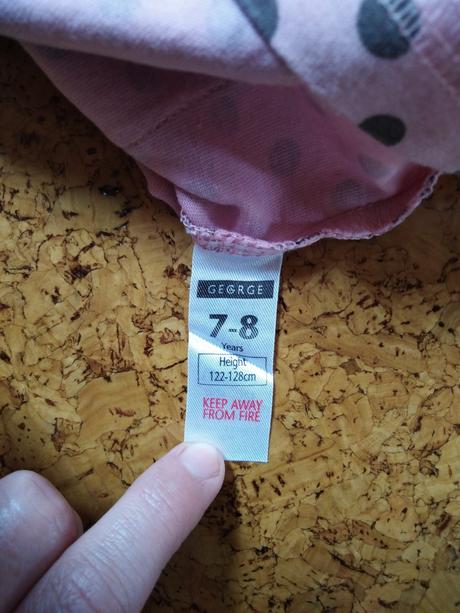 GEORGE
7-8
Years
Height
122-128cm
KEEP AWAY
FROM FIRE